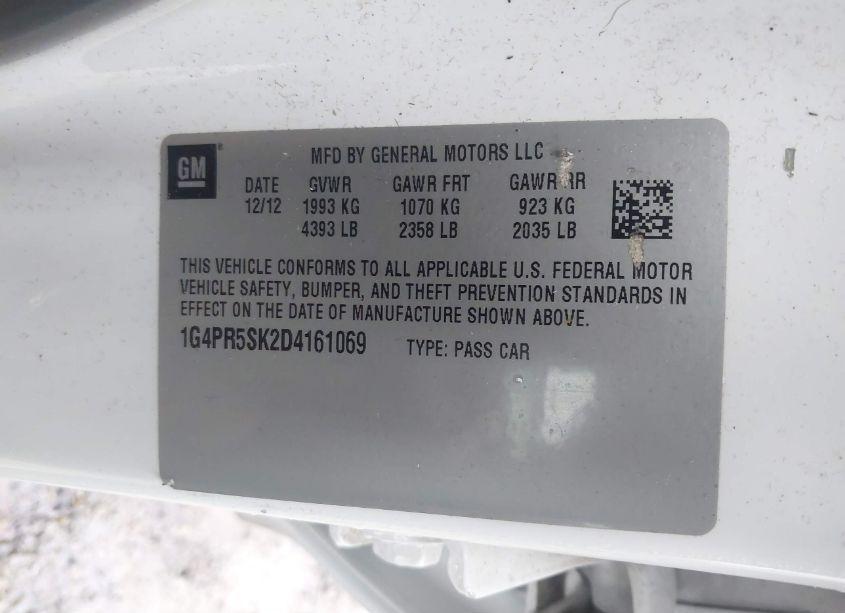 GM
MFD BY GENERAL MOTORS LLC
DATE GVWR GAWR FRT GAWR RR
12/12 1993 KG 1070 KG 923 KG
4393 LB 2358 LB 2035 LB
THIS VEHICLE CONFORMS TO ALL APPLICABLE U.S. FEDERAL MOTOR
VEHICLE SAFETY, BUMPER, AND THEFT PREVENTION STANDARDS IN
EFFECT ON THE DATE OF MANUFACTURE SHOWN ABOVE.
1G4PR5SK2D4161069 TYPE: PASS CAR